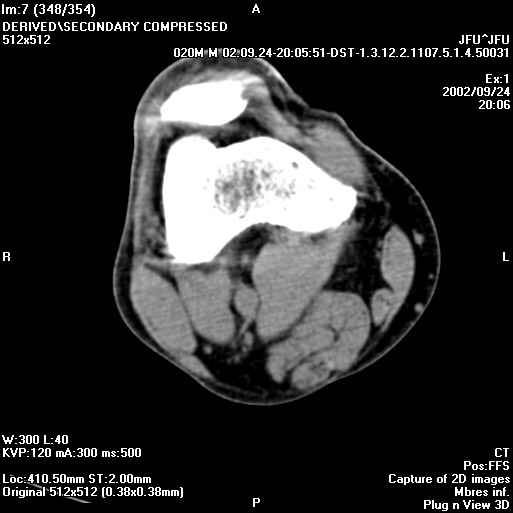 Im:7 (348/354)
A
DERIVED\SECONDARY COMPRESSED
512x512
JFU^JFU
020M-M 02:09.24-20:05:51-DST-1.3.12.2.1107.5.1.4.50031
Ex:1
2002/09/24
20:06
R
L
W:300 L:40
KVP:120 mA:300 ms:500
CT
Pos:FFS
Loc:410.50mm ST:2.00mm
Capture of 2D images
Original 512x512 (0.38x0.38mm)
Mbres inf.
P
Plug n View 3D